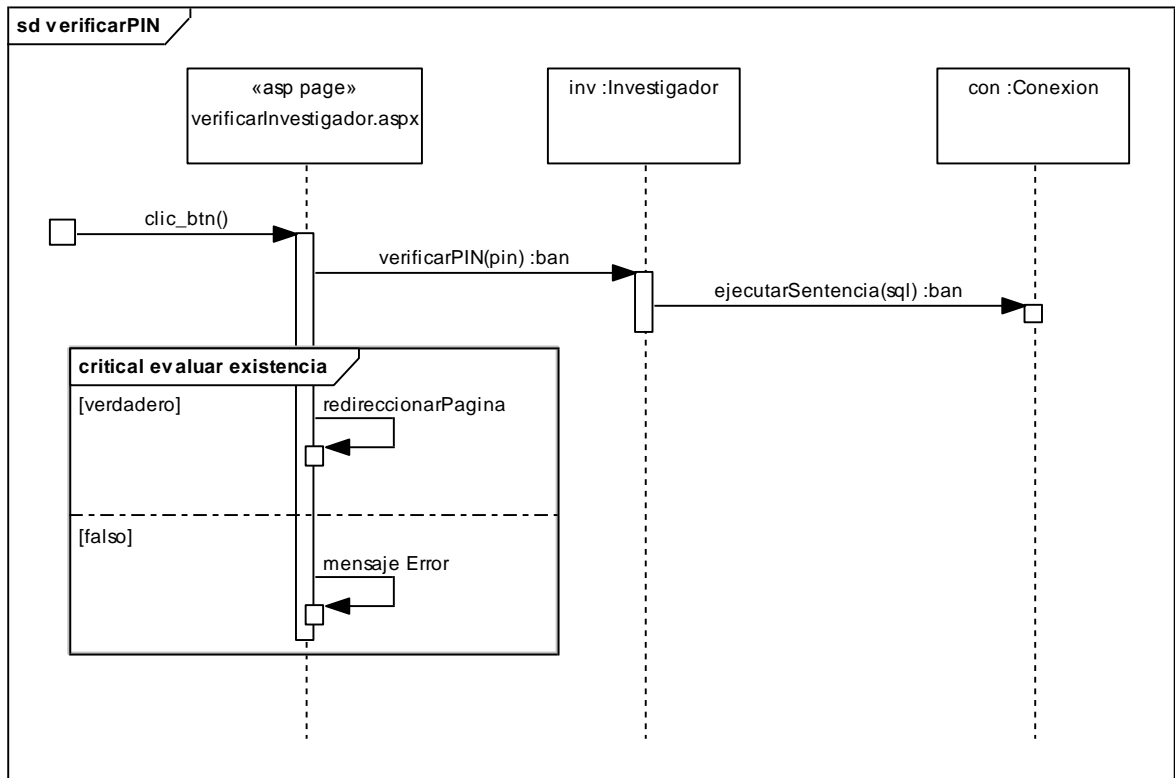 sd verificarPIN
«asp page»
verificarInvestigador.aspx
inv :Investigador
con :Conexion
clic_btn()
verificarPIN(pin) :ban
ejecutarSentencia(sql) :ban
critical evaluar existencia
[verdadero]
redireccionarPagina
[falso]
mensaje Error